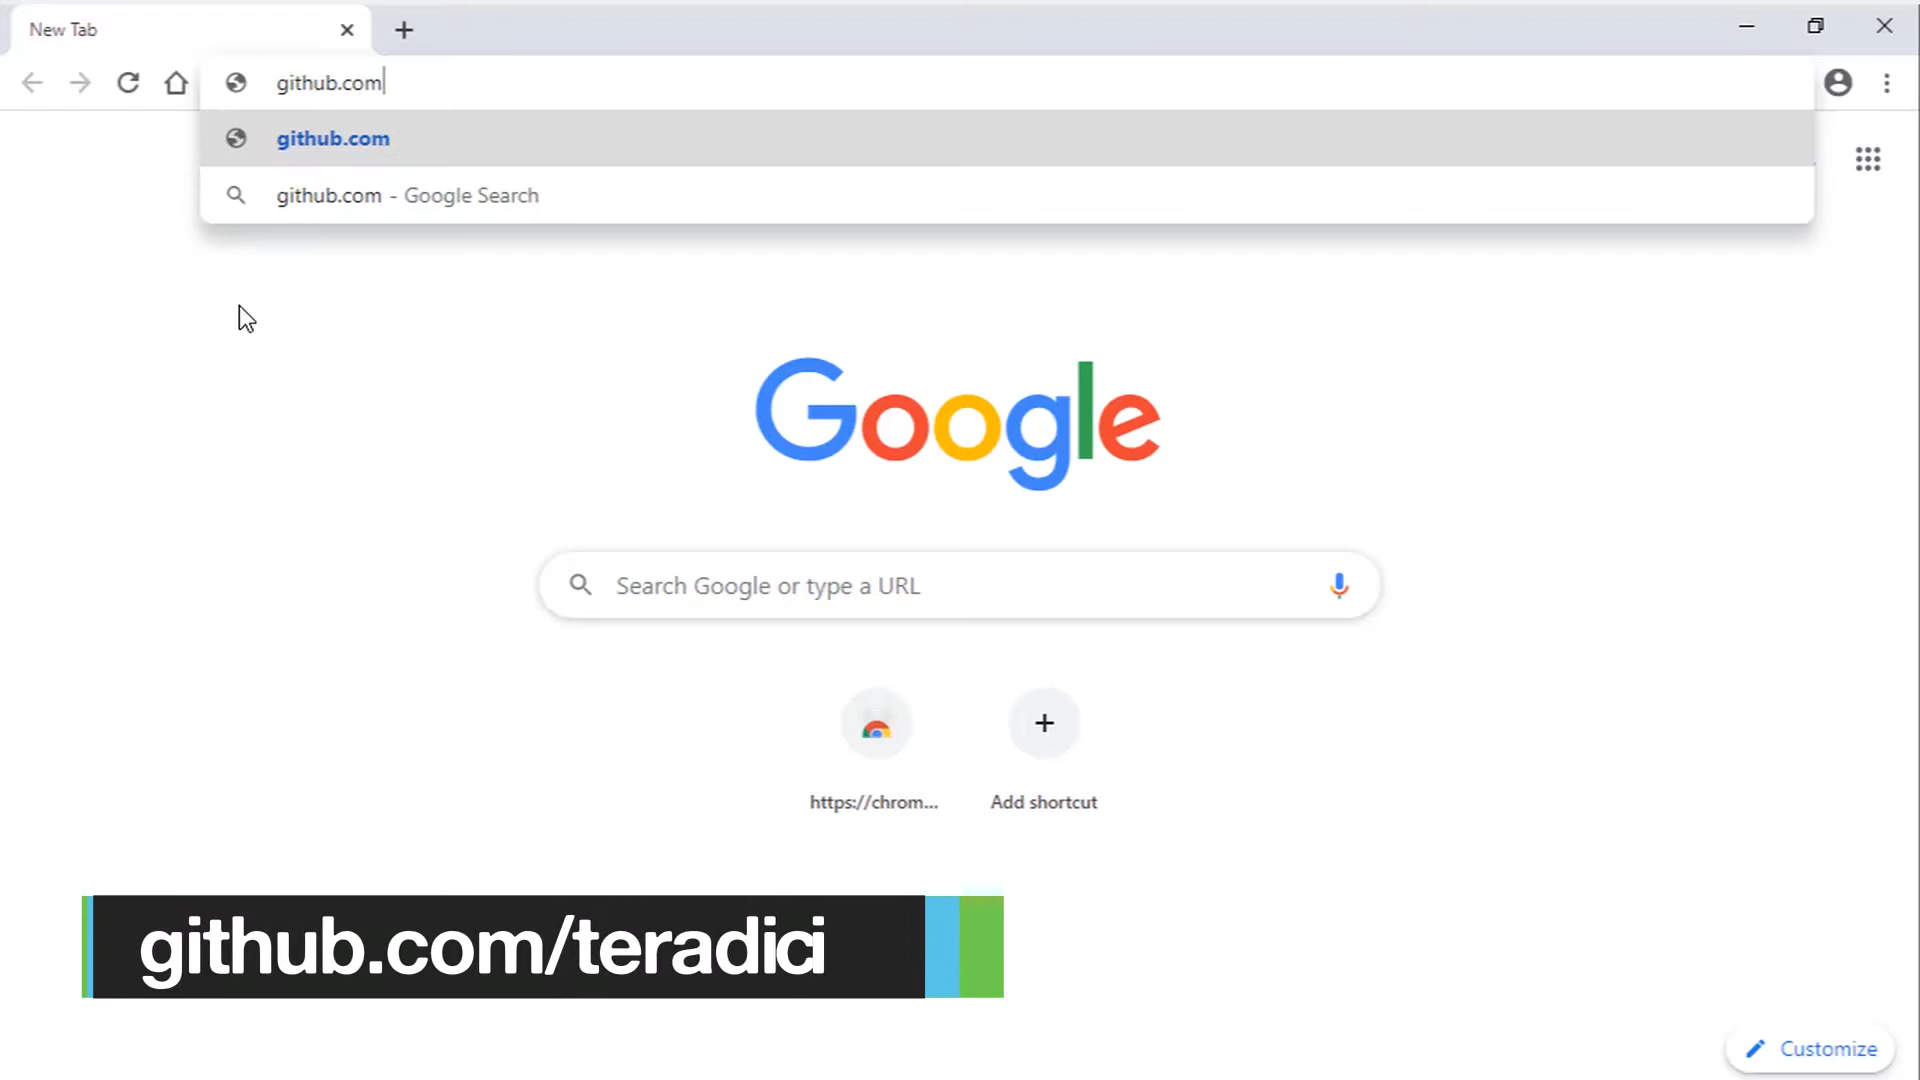 New Tab
github.com
github.com
github.com - Google Search
Google
Search Google or type a URL
https://chrom...
Add shortcut
github.com/teradici
Customize